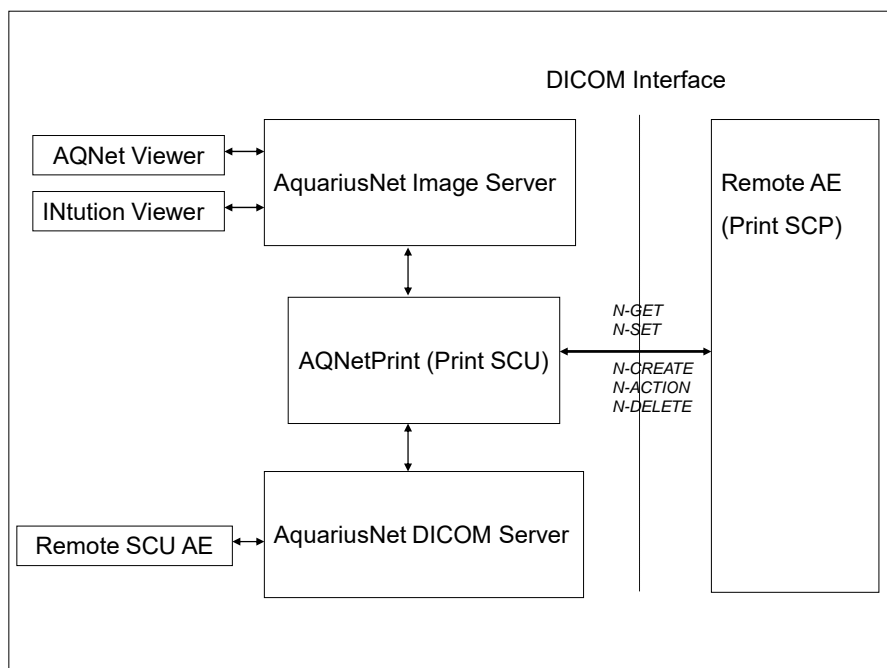 DICOM Interface
AQNet Viewer
INtution Viewer
AquariusNet Image Server
Remote AE
(Print SCP)
N-GET
N-SET
AQNetPrint (Print SCU)
N-CREATE
N-ACTION
N-DELETE
Remote SCU AE
AquariusNet DICOM Server